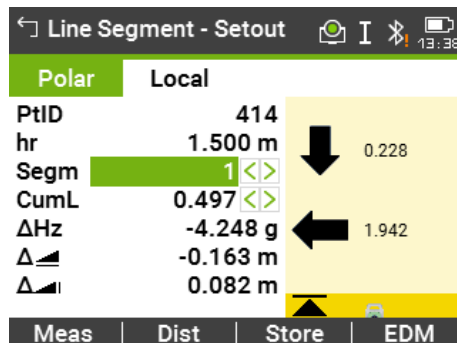 Line Segment - Setout
13:38
Polar Local
PtID 414
hr 1.500 m
Segm 1
CumL 0.497
ΔHz -4.248 g
Δ -0.163 m
Δ 0.082 m
0.228
1.942
Meas | Dist | Store | EDM